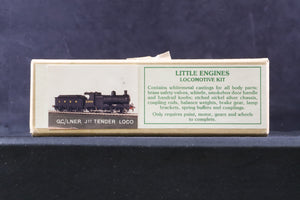 LITTLE ENGINES
LOCOMOTIVE KIT
Contains whitemetal castings for all body parts;
brass safety-valves, whistle, smokebox door handle
and handrail knobs; etched nickel silver chassis,
coupling rods, balance weights, brake gear, lamp
brackets, spring buffers and couplings.
Only requires paint, motor, gears and wheels
to complete.
GC/LNER J11 TENDER LOCO